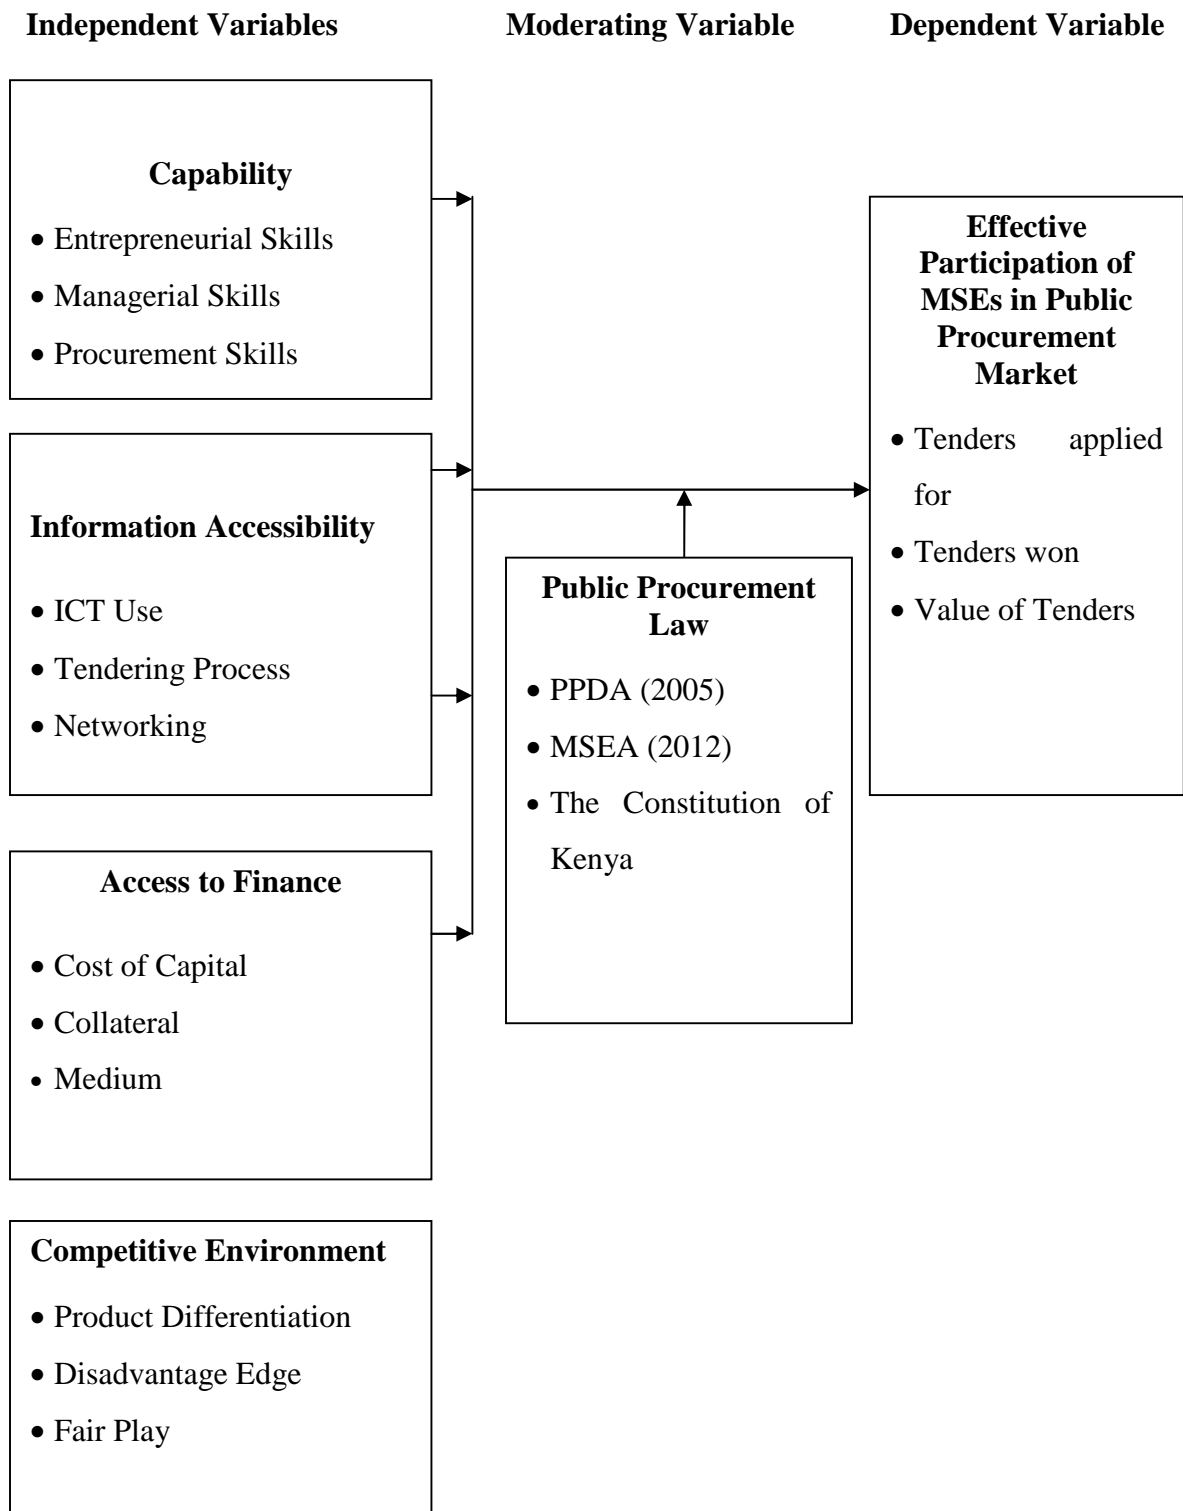 Independent Variables
Moderating Variable
Dependent Variable
Capability
• Entrepreneurial Skills
• Managerial Skills
• Procurement Skills
Information Accessibility
• ICT Use
• Tendering Process
• Networking
Access to Finance
• Cost of Capital
• Collateral
• Medium
Competitive Environment
• Product Differentiation
• Disadvantage Edge
• Fair Play
Public Procurement
Law
• PPDA (2005)
• MSEA (2012)
• The Constitution of
Kenya
Effective
Participation of
MSEs in Public
Procurement
Market
• Tenders applied
for
• Tenders won
• Value of Tenders